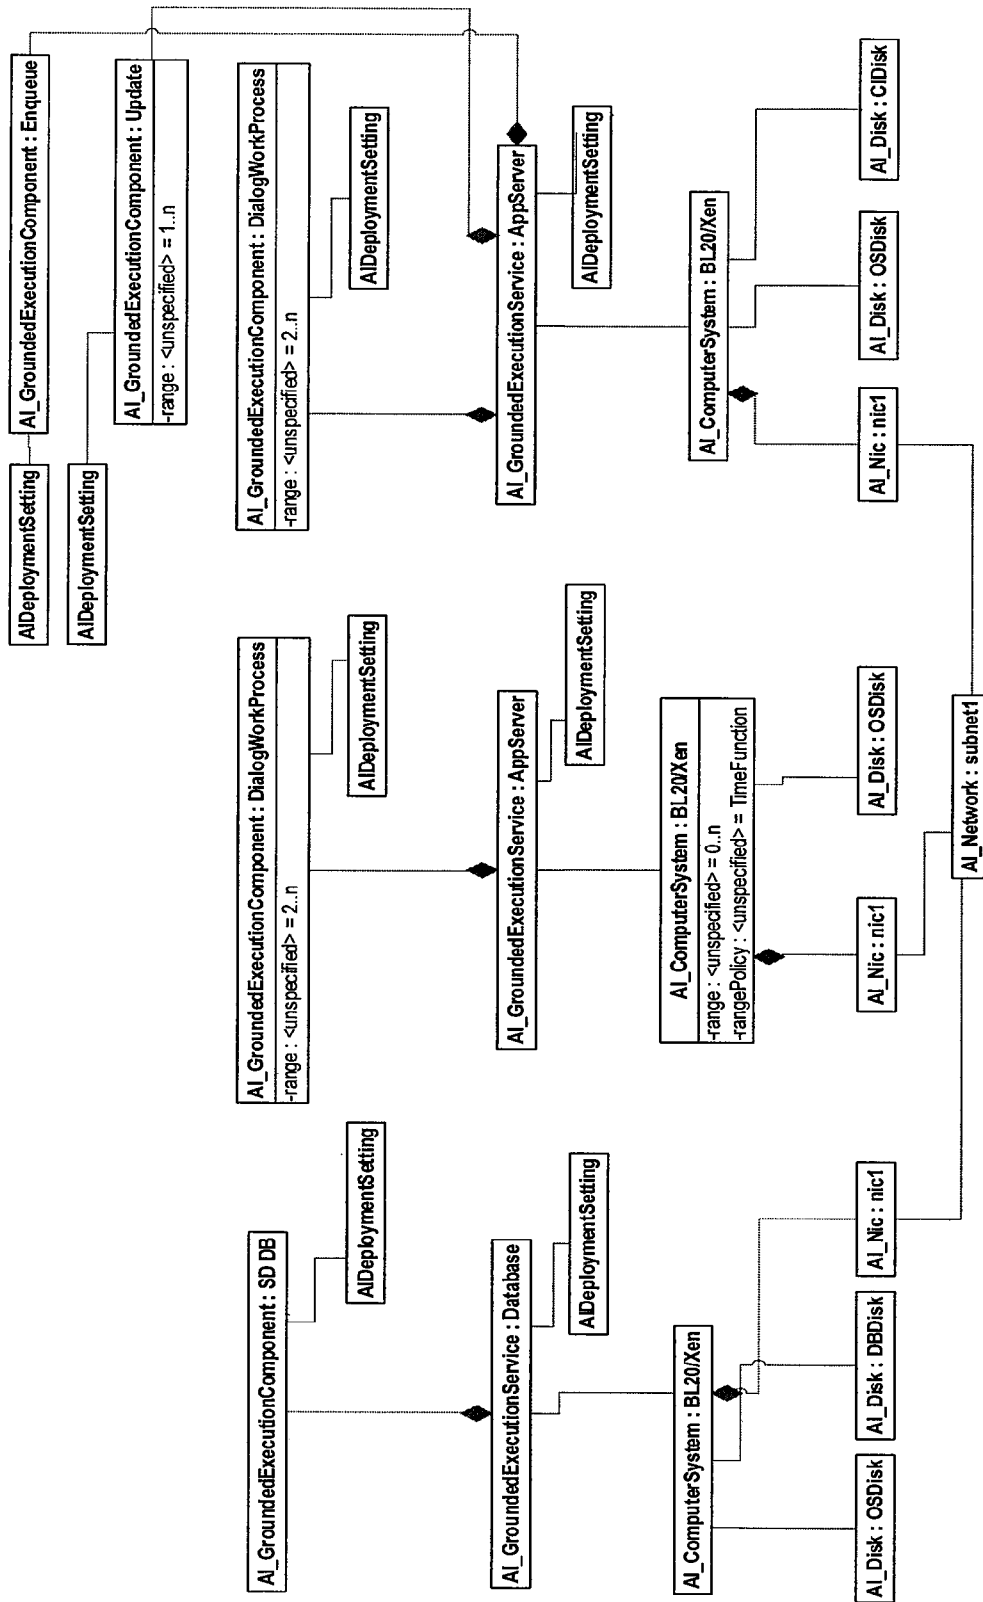 AI_GroundedExecutionComponent : SD DB
AIDeploymentSetting
AI_GroundedExecutionService : Database
AIDeploymentSetting
AI_ComputerSystem : BL20/Xen
AI_Disk : OSDisk
AI_Disk : DBDisk
AI_Nic : nic1
AI_GroundedExecutionComponent : DialogWorkProcess
-range : <unspecified> = 2..n
AIDeploymentSetting
AI_GroundedExecutionService : AppServer
AIDeploymentSetting
AI_ComputerSystem : BL20/Xen
-range : <unspecified> = 0..n
-rangePolicy : <unspecified> = TimeFunction
AI_Nic : nic1
AI_Disk : OSDisk
AIDeploymentSetting
AI_GroundedExecutionComponent : Enqueue
AIDeploymentSetting
AI_GroundedExecutionComponent : Update
-range : <unspecified> = 1..n
AI_GroundedExecutionComponent : DialogWorkProcess
-range : <unspecified> = 2..n
AIDeploymentSetting
AI_GroundedExecutionService : AppServer
AIDeploymentSetting
AI_ComputerSystem : BL20/Xen
AI_Nic : nic1
AI_Disk : OSDisk
AI_Disk : CIDisk
AI_Network : subnet1